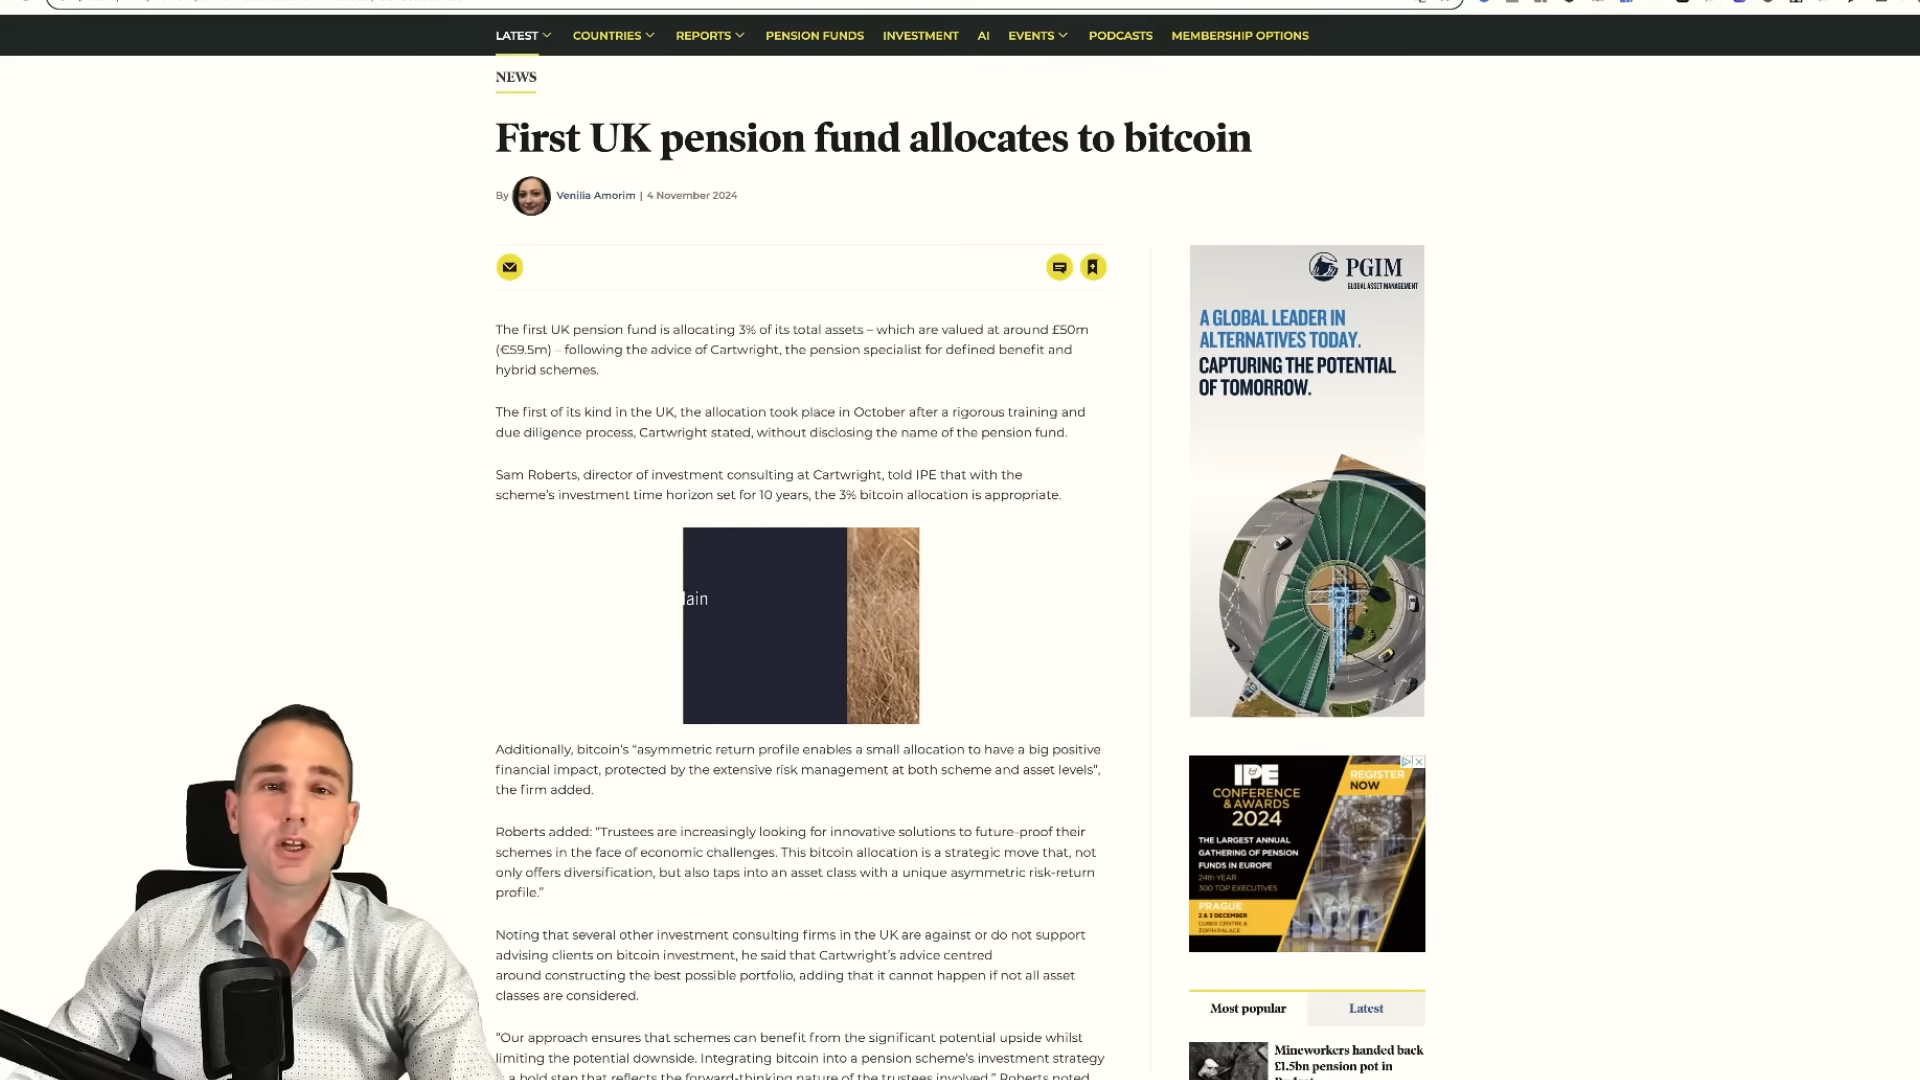 LATEST
COUNTRIES
REPORTS
PENSION FUNDS
INVESTMENT
AI
EVENTS
PODCASTS
MEMBERSHIP OPTIONS
NEWS
First UK pension fund allocates to bitcoin
By Venilia Amorim | 4 November 2024
The first UK pension fund is allocating 3% of its total assets – which are valued at around £50m
(€59.5m) – following the advice of Cartwright, the pension specialist for defined benefit and
hybrid schemes.
The first of its kind in the UK, the allocation took place in October after a rigorous training and
due diligence process, Cartwright stated, without disclosing the name of the pension fund.
Sam Roberts, director of investment consulting at Cartwright, told IPE that with the
scheme’s investment time horizon set for 10 years, the 3% bitcoin allocation is appropriate.
lain
Additionally, bitcoin’s “asymmetric return profile enables a small allocation to have a big positive
financial impact, protected by the extensive risk management at both scheme and asset levels”,
the firm added.
Roberts added: “Trustees are increasingly looking for innovative solutions to future-proof their
schemes in the face of economic challenges. This bitcoin allocation is a strategic move that, not
only offers diversification, but also taps into an asset class with a unique asymmetric risk-return
profile.”
Noting that several other investment consulting firms in the UK are against or do not support
advising clients on bitcoin investment, he said that Cartwright’s advice centred
around constructing the best possible portfolio, adding that it cannot happen if not all asset
classes are considered.
“Our approach ensures that schemes can benefit from the significant potential upside whilst
limiting the potential downside. Integrating bitcoin into a pension scheme’s investment strategy
a bold step that reflects the forward-thinking nature of the trustees involved,” Roberts noted
PGIM
GLOBAL ASSET MANAGEMENT
A GLOBAL LEADER IN
ALTERNATIVES TODAY.
CAPTURING THE POTENTIAL
OF TOMORROW.
IPE
CONFERENCE
& AWARDS
2024
REGISTER
NOW
THE LARGEST ANNUAL
GATHERING OF PENSION
FUNDS IN EUROPE
24th YEAR
300 TOP EXECUTIVES
PRAGUE
2 & 3 DECEMBER
CUBEX CENTRE &
ZOFIN PALACE
Most popular
Latest
Mineworkers handed back
£1.5bn pension pot in